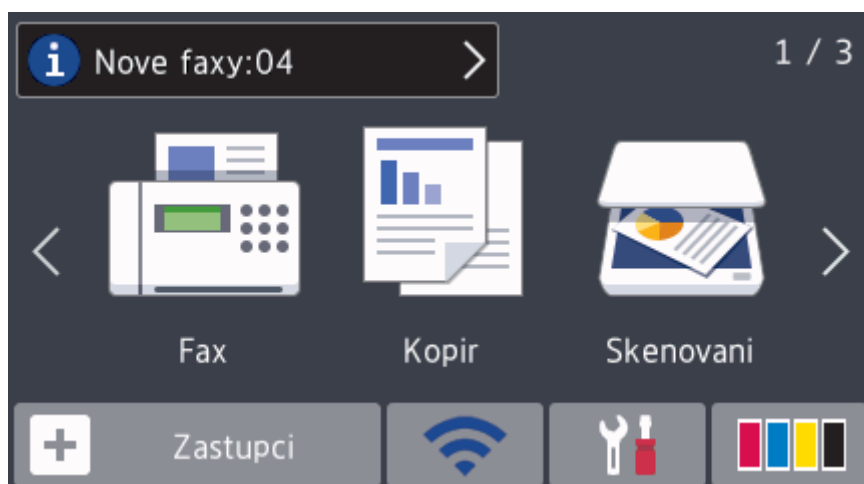 Nove faxy:04
1 / 3
Fax
Kopir
Skenovani
Zastupci